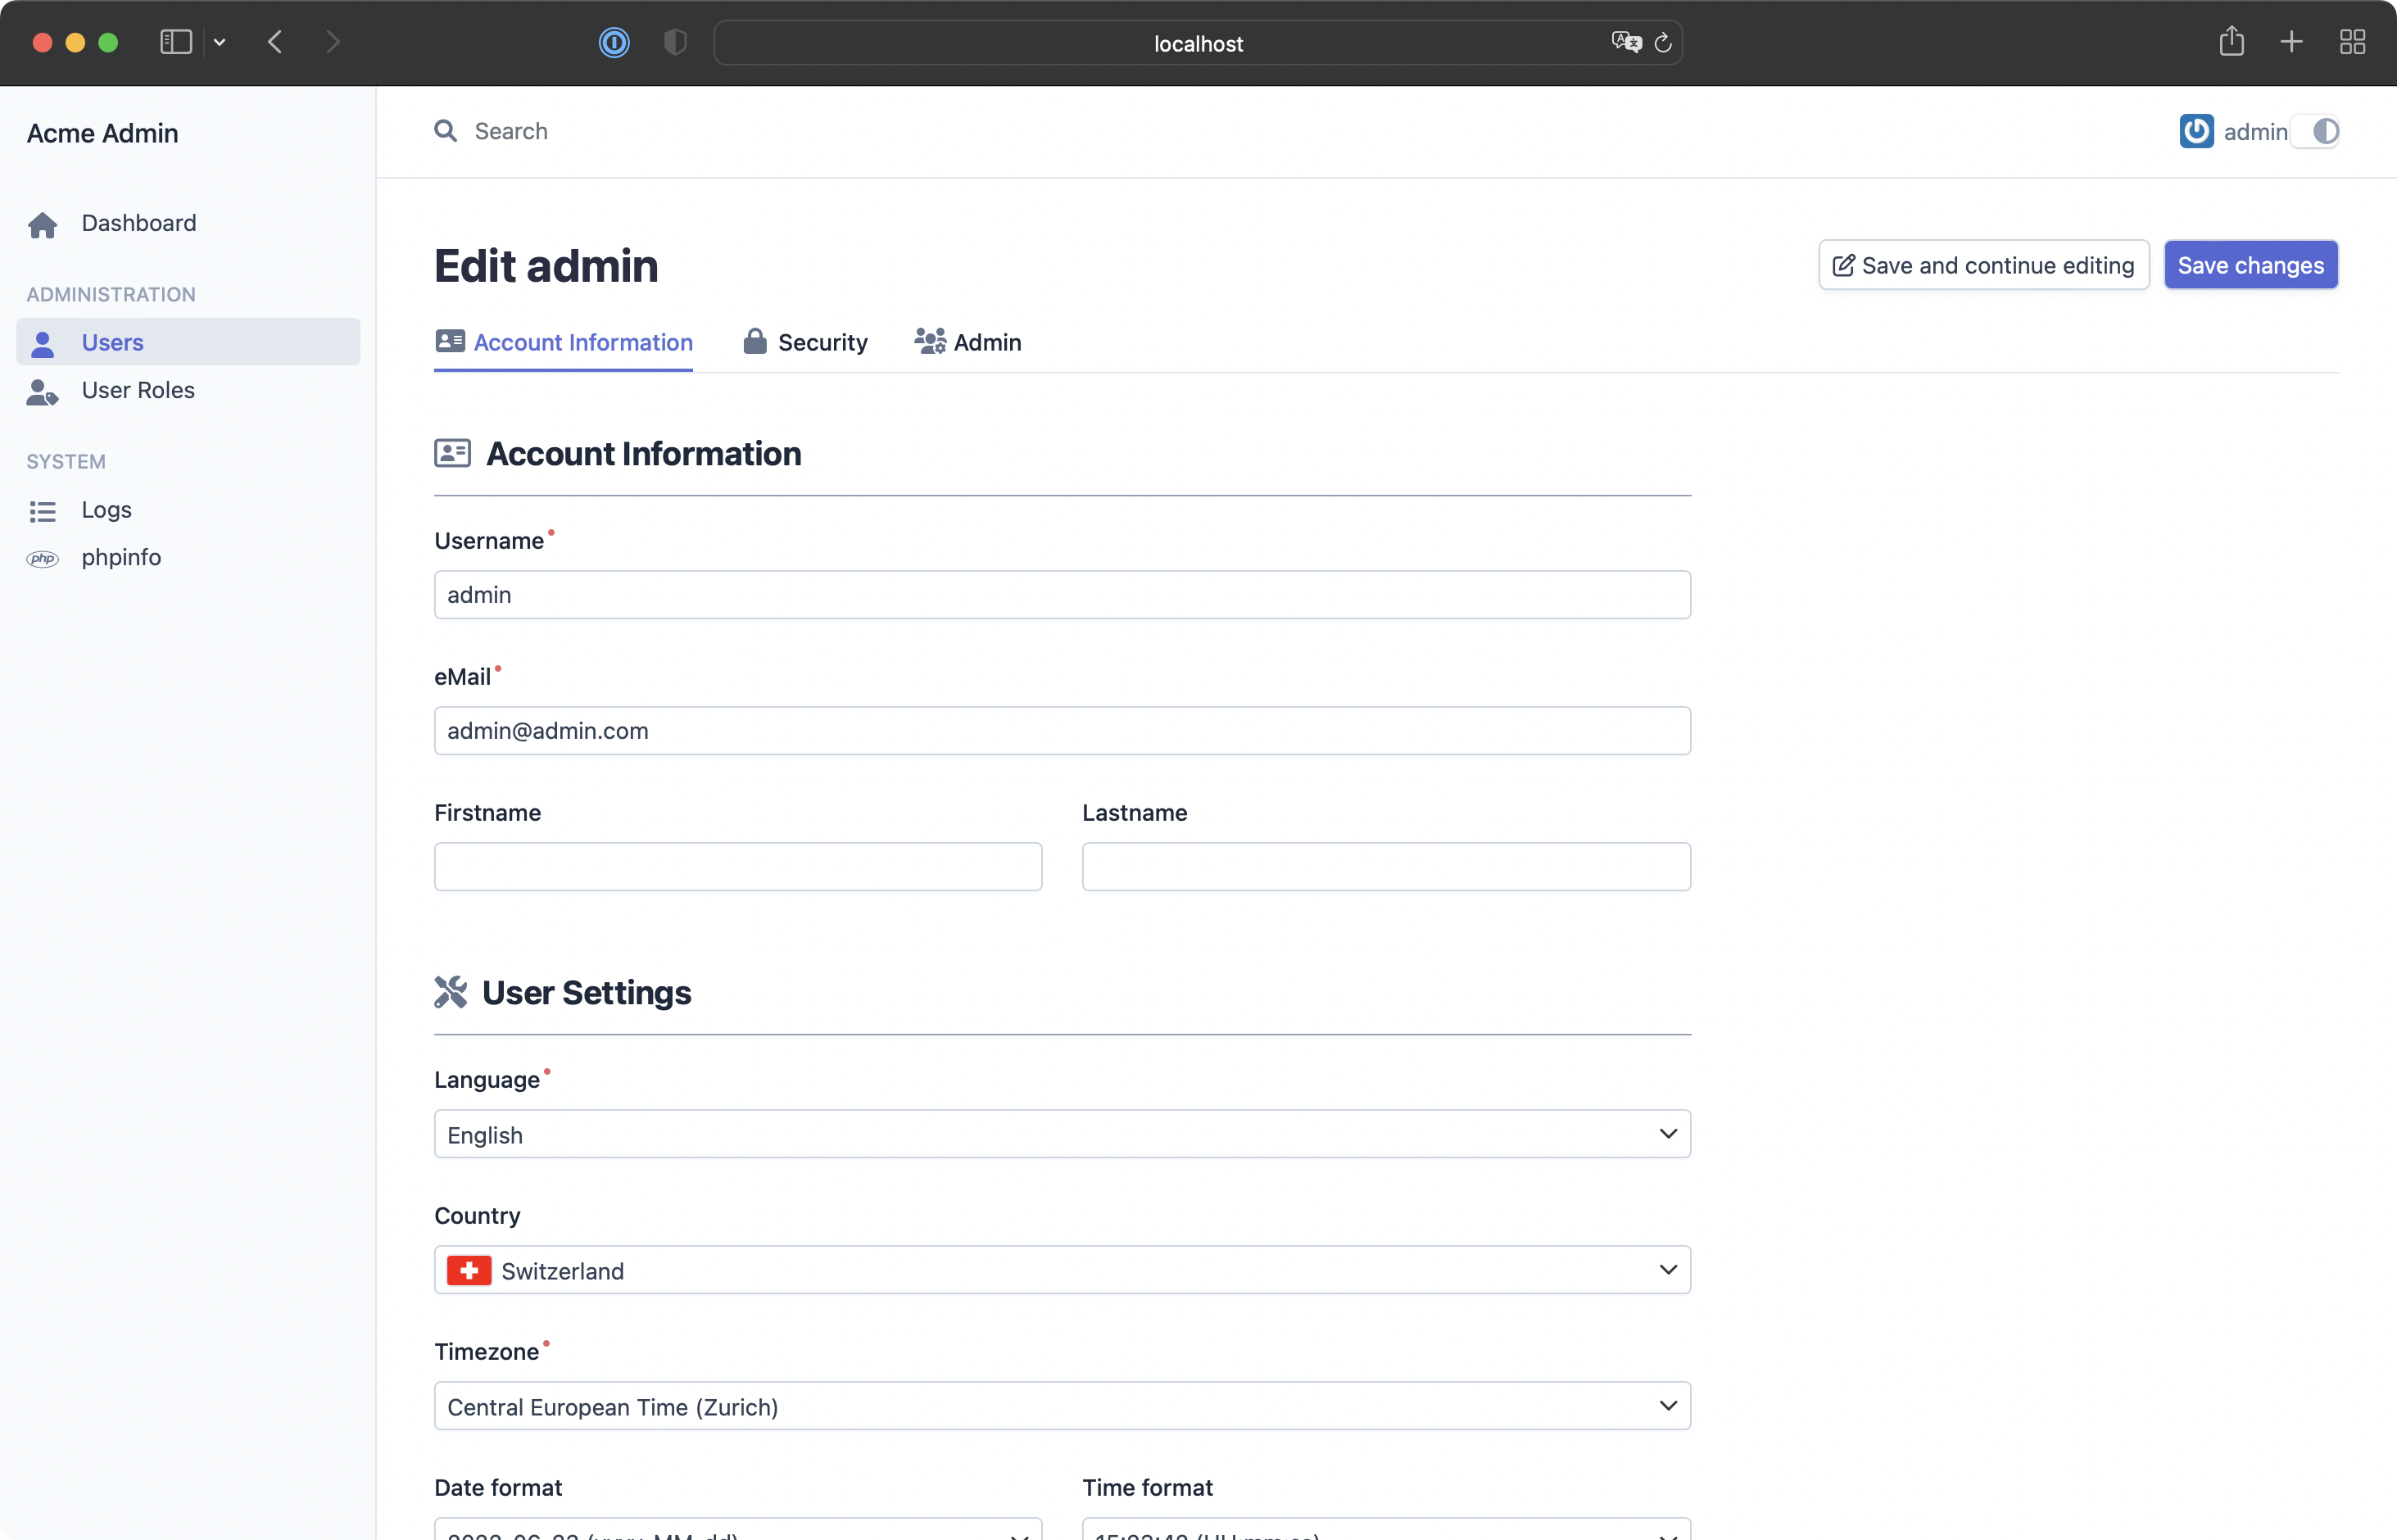 localhost
Acme Admin
Search
admin
Dashboard
ADMINISTRATION
Users
User Roles
SYSTEM
Logs
php phpinfo
Edit admin
Save and continue editing
Save changes
Account Information
Security
Admin
Account Information
Username
admin
eMail
admin@admin.com
Firstname
Lastname
User Settings
Language
English
Country
Switzerland
Timezone
Central European Time (Zurich)
Date format
Time format